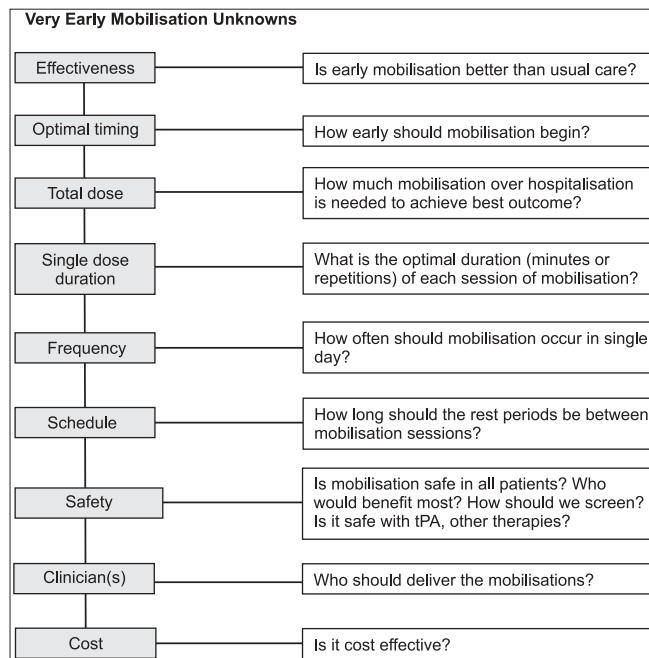 Very Early Mobilisation Unknowns
Effectiveness
Is early mobilisation better than usual care?
Optimal timing
How early should mobilisation begin?
Total dose
How much mobilisation over hospitalisation
is needed to achieve best outcome?
Single dose
duration
What is the optimal duration (minutes or
repetitions) of each session of mobilisation?
Frequency
How often should mobilisation occur in single
day?
Schedule
How long should the rest periods be between
mobilisation sessions?
Safety
Is mobilisation safe in all patients? Who
would benefit most? How should we screen?
Is it safe with tPA, other therapies?
Clinician(s)
Who should deliver the mobilisations?
Cost
Is it cost effective?